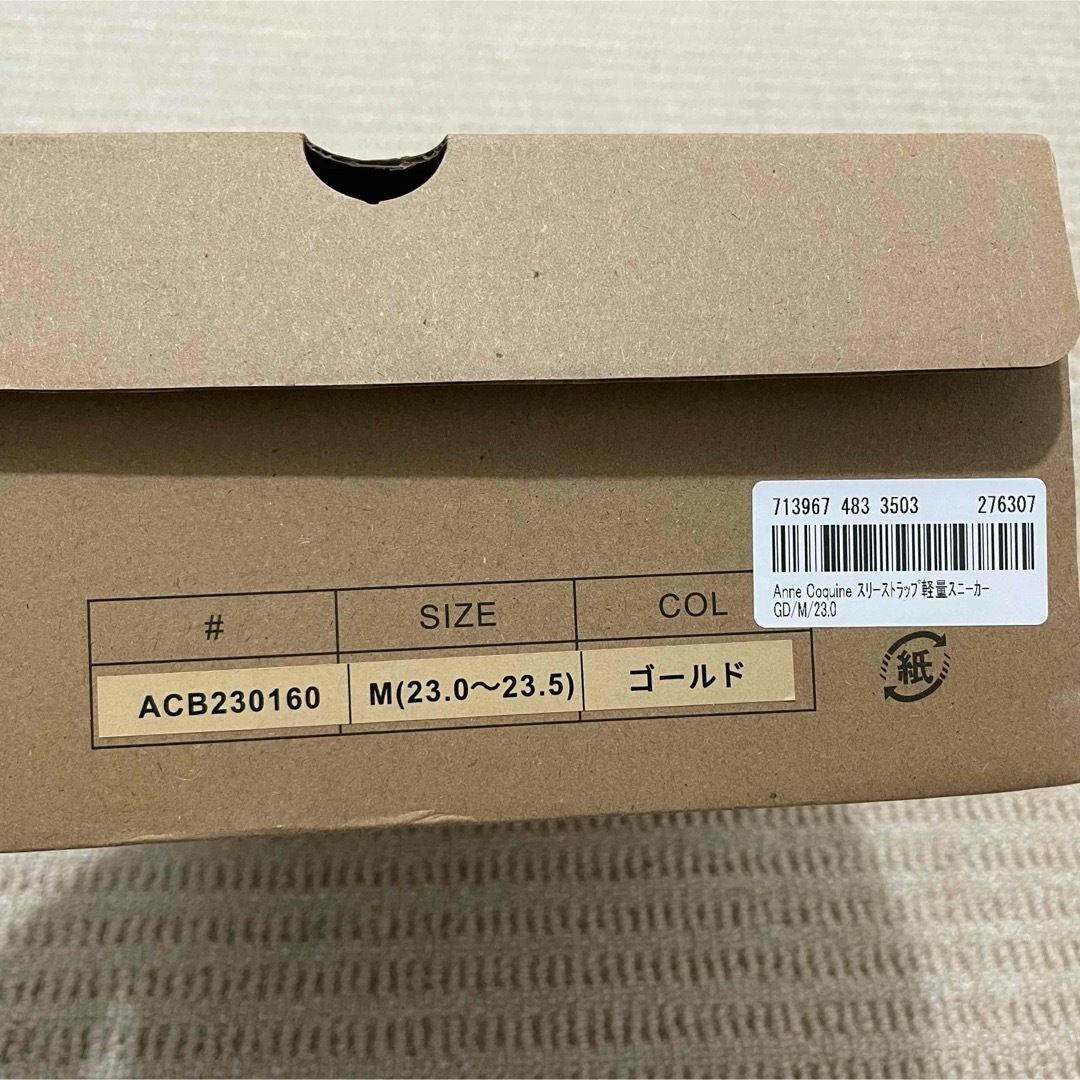 713967 483 3503 276307
Anne Coquine スリーストラップ軽量スニーカー
GD/M/23.0
# SIZE COL
ACB230160 M(23.0〜23.5) ゴールド
紙